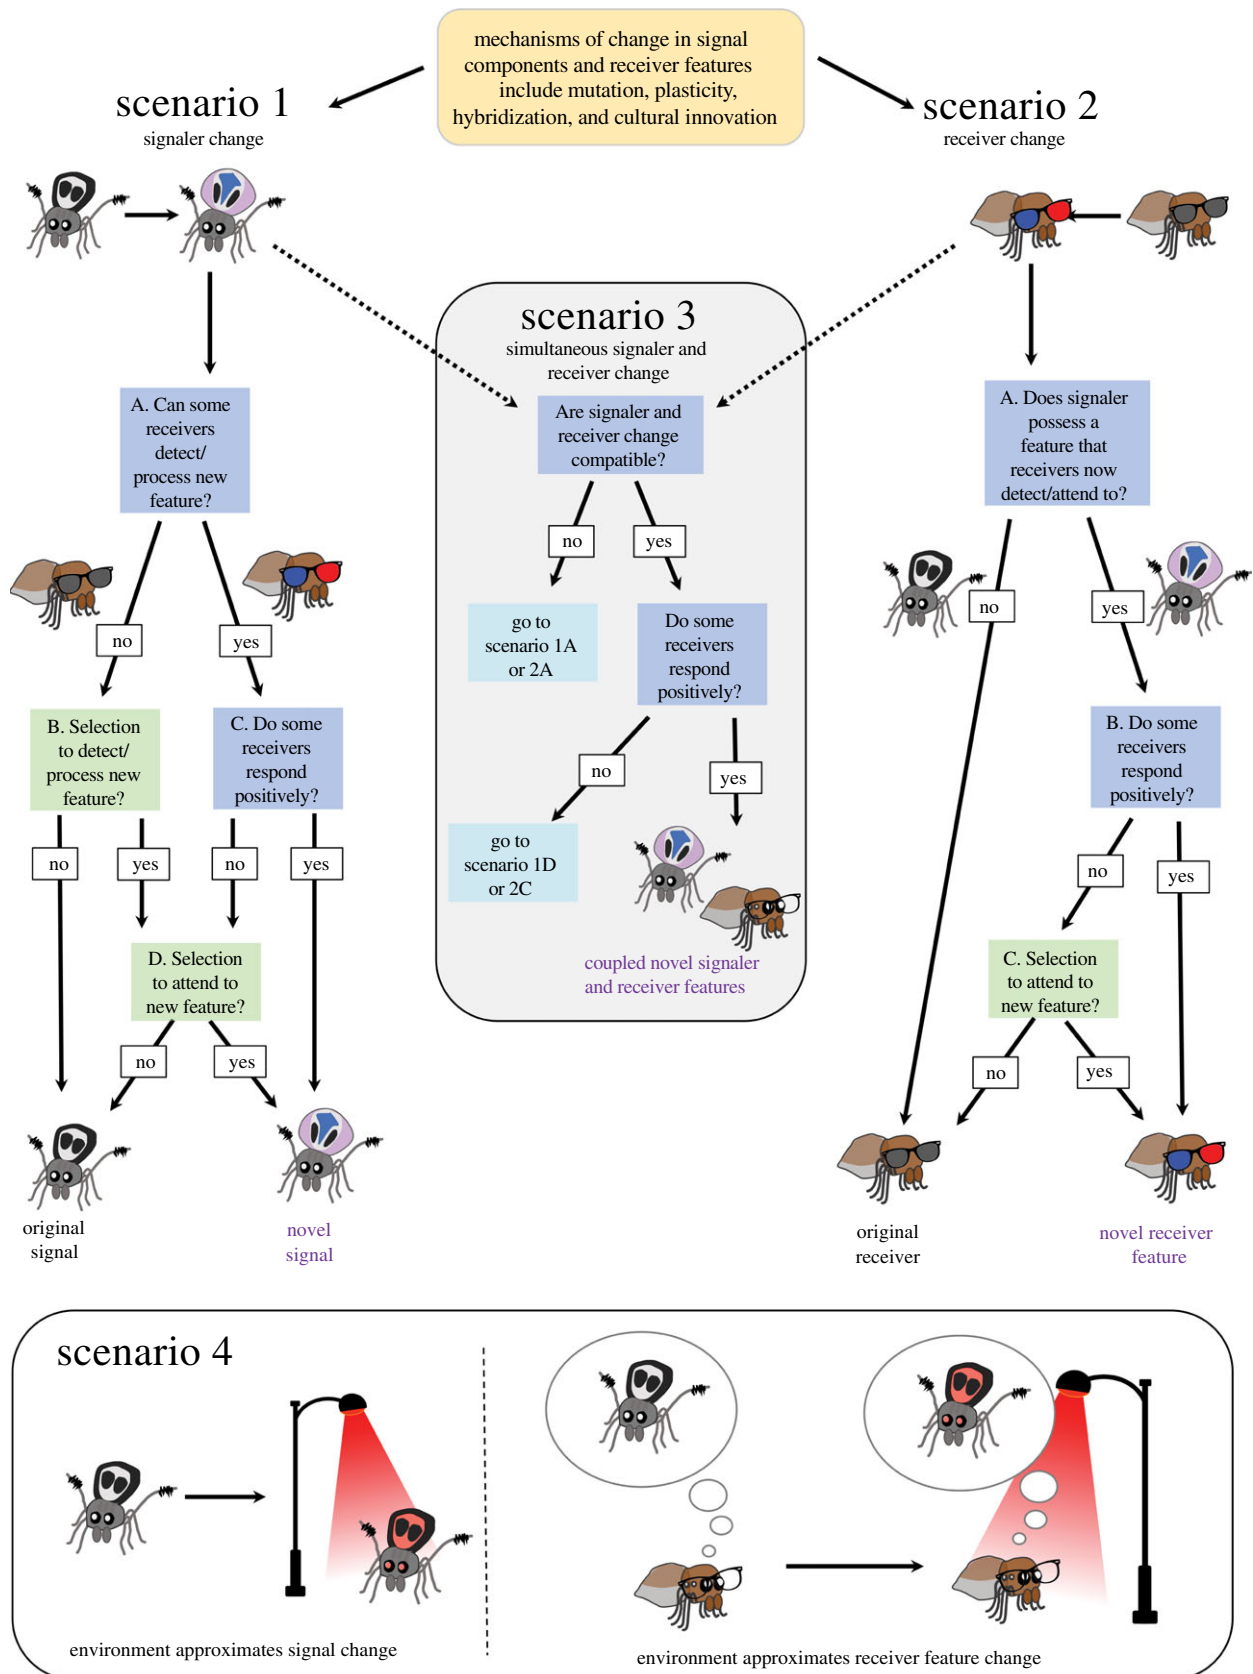 mechanisms of change in signal
components and receiver features
include mutation, plasticity,
hybridization, and cultural innovation
scenario 1
signaler change
scenario 2
receiver change
scenario 3
simultaneous signaler and
receiver change
A. Can some
receivers
detect/
process new
feature?
no
yes
B. Selection
to detect/
process new
feature?
C. Do some
receivers
respond
positively?
no
yes
no
yes
D. Selection
to attend to
new feature?
no
yes
original
signal
novel
signal
Are signaler and
receiver change
compatible?
no
yes
go to
scenario 1A
or 2A
Do some
receivers
respond
positively?
no
yes
go to
scenario 1D
or 2C
coupled novel signaler
and receiver features
A. Does signaler
possess a
feature that
receivers now
detect/attend to?
no
yes
B. Do some
receivers
respond
positively?
no
yes
C. Selection
to attend to
new feature?
no
yes
original
receiver
novel receiver
feature
scenario 4
environment approximates signal change
environment approximates receiver feature change